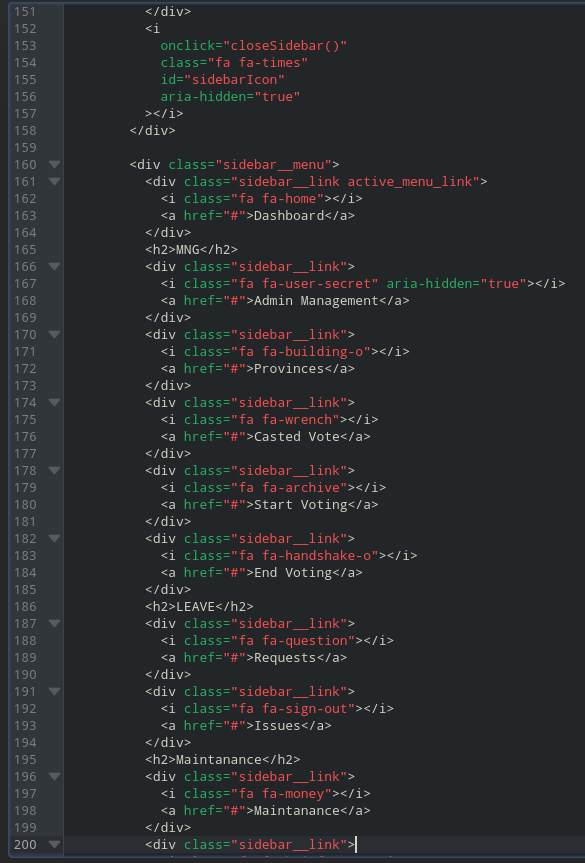 151 </div>
152 <i
153 onclick="closeSidebar()"
154 class="fa fa-times"
155 id="sidebarIcon"
156 aria-hidden="true"
157 ></i>
158 </div>
159
160 <div class="sidebar__menu">
161 <div class="sidebar__link active_menu_link">
162 <i class="fa fa-home"></i>
163 <a href="#">Dashboard</a>
164 </div>
165 <h2>MNG</h2>
166 <div class="sidebar__link">
167 <i class="fa fa-user-secret" aria-hidden="true"></i>
168 <a href="#">Admin Management</a>
169 </div>
170 <div class="sidebar__link">
171 <i class="fa fa-building-o"></i>
172 <a href="#">Provinces</a>
173 </div>
174 <div class="sidebar__link">
175 <i class="fa fa-wrench"></i>
176 <a href="#">Casted Vote</a>
177 </div>
178 <div class="sidebar__link">
179 <i class="fa fa-archive"></i>
180 <a href="#">Start Voting</a>
181 </div>
182 <div class="sidebar__link">
183 <i class="fa fa-handshake-o"></i>
184 <a href="#">End Voting</a>
185 </div>
186 <h2>LEAVE</h2>
187 <div class="sidebar__link">
188 <i class="fa fa-question"></i>
189 <a href="#">Requests</a>
190 </div>
191 <div class="sidebar__link">
192 <i class="fa fa-sign-out"></i>
193 <a href="#">Issues</a>
194 </div>
195 <h2>Maintanance</h2>
196 <div class="sidebar__link">
197 <i class="fa fa-money"></i>
198 <a href="#">Maintanance</a>
199 </div>
200 <div class="sidebar__link">